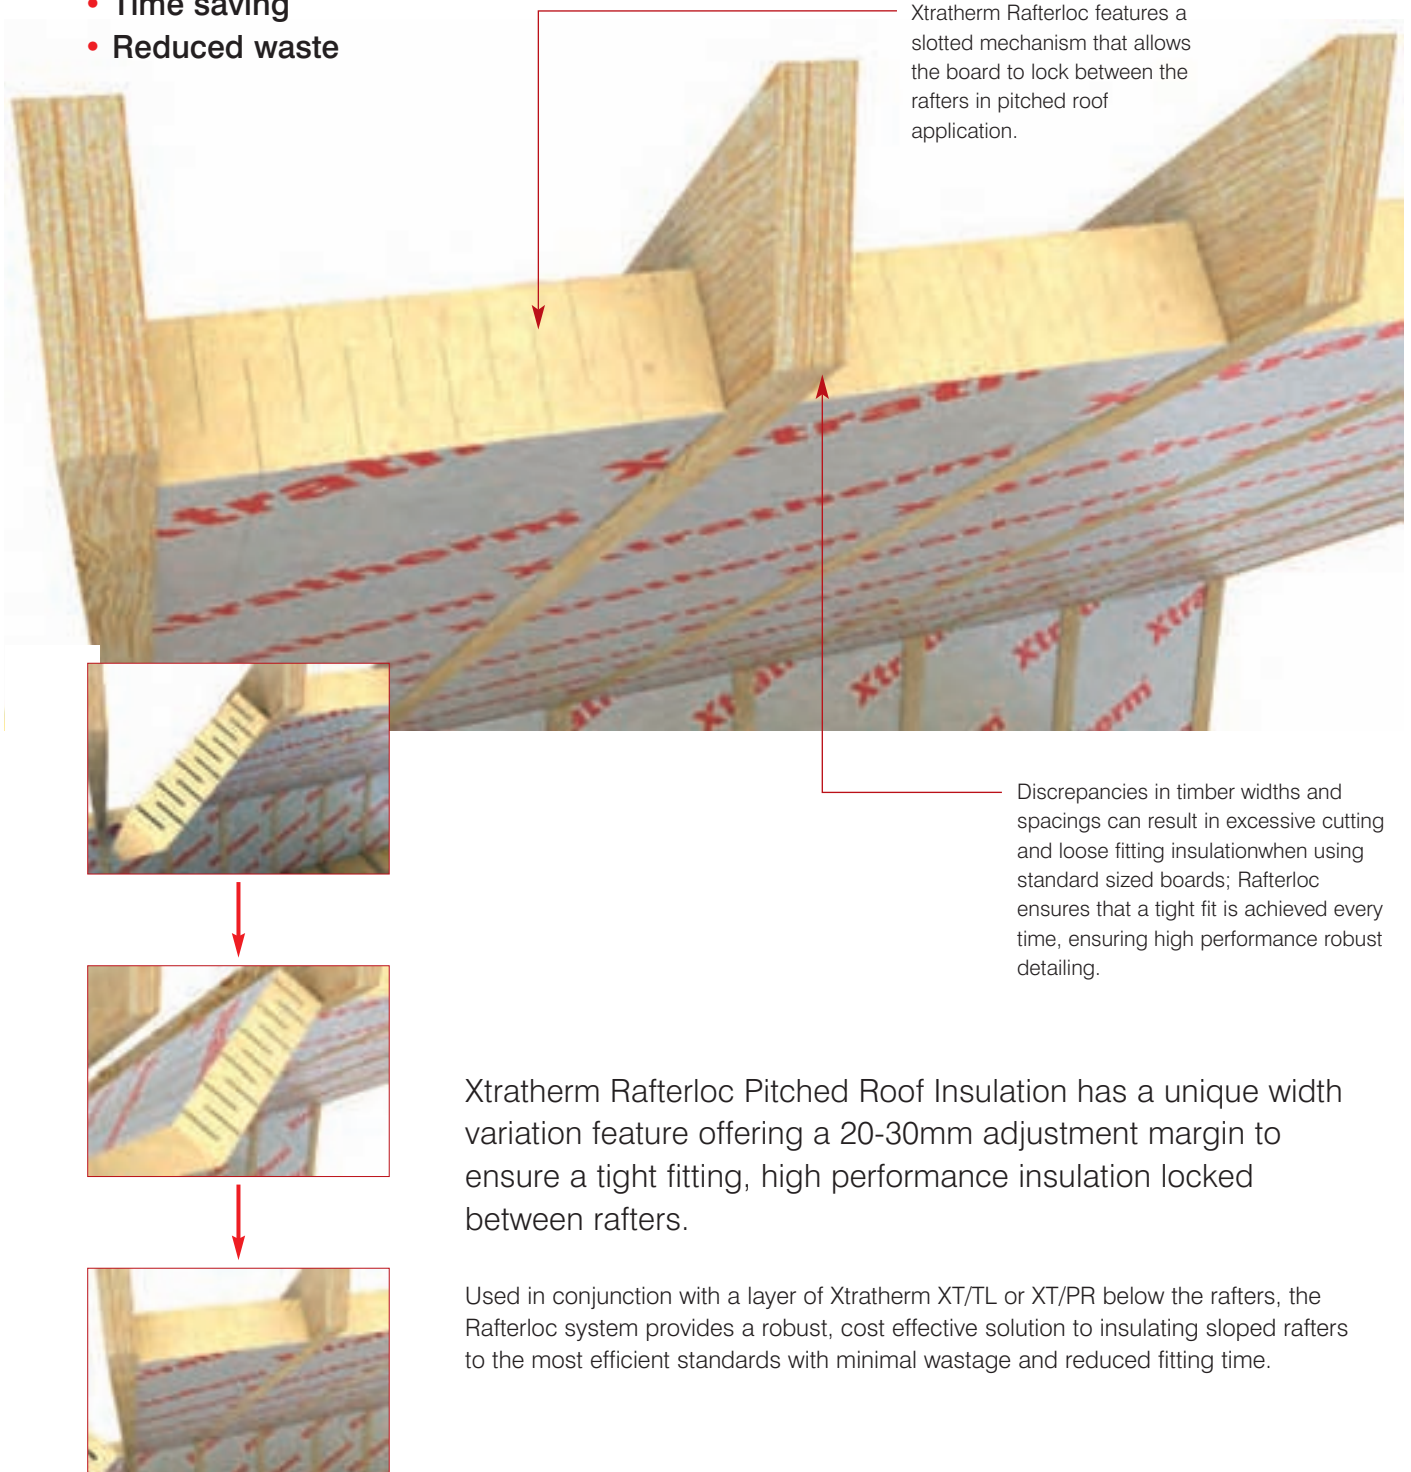 • Time saving
• Reduced waste
Xtratherm Rafterloc features a
slotted mechanism that allows
the board to lock between the
rafters in pitched roof
application.
xtratherm
Discrepancies in timber widths and
spacings can result in excessive cutting
and loose fitting insulationwhen using
standard sized boards; Rafterloc
ensures that a tight fit is achieved every
time, ensuring high performance robust
detailing.
Xtratherm Rafterloc Pitched Roof Insulation has a unique width
variation feature offering a 20-30mm adjustment margin to
ensure a tight fitting, high performance insulation locked
between rafters.
Used in conjunction with a layer of Xtratherm XT/TL or XT/PR below the rafters, the
Rafterloc system provides a robust, cost effective solution to insulating sloped rafters
to the most efficient standards with minimal wastage and reduced fitting time.